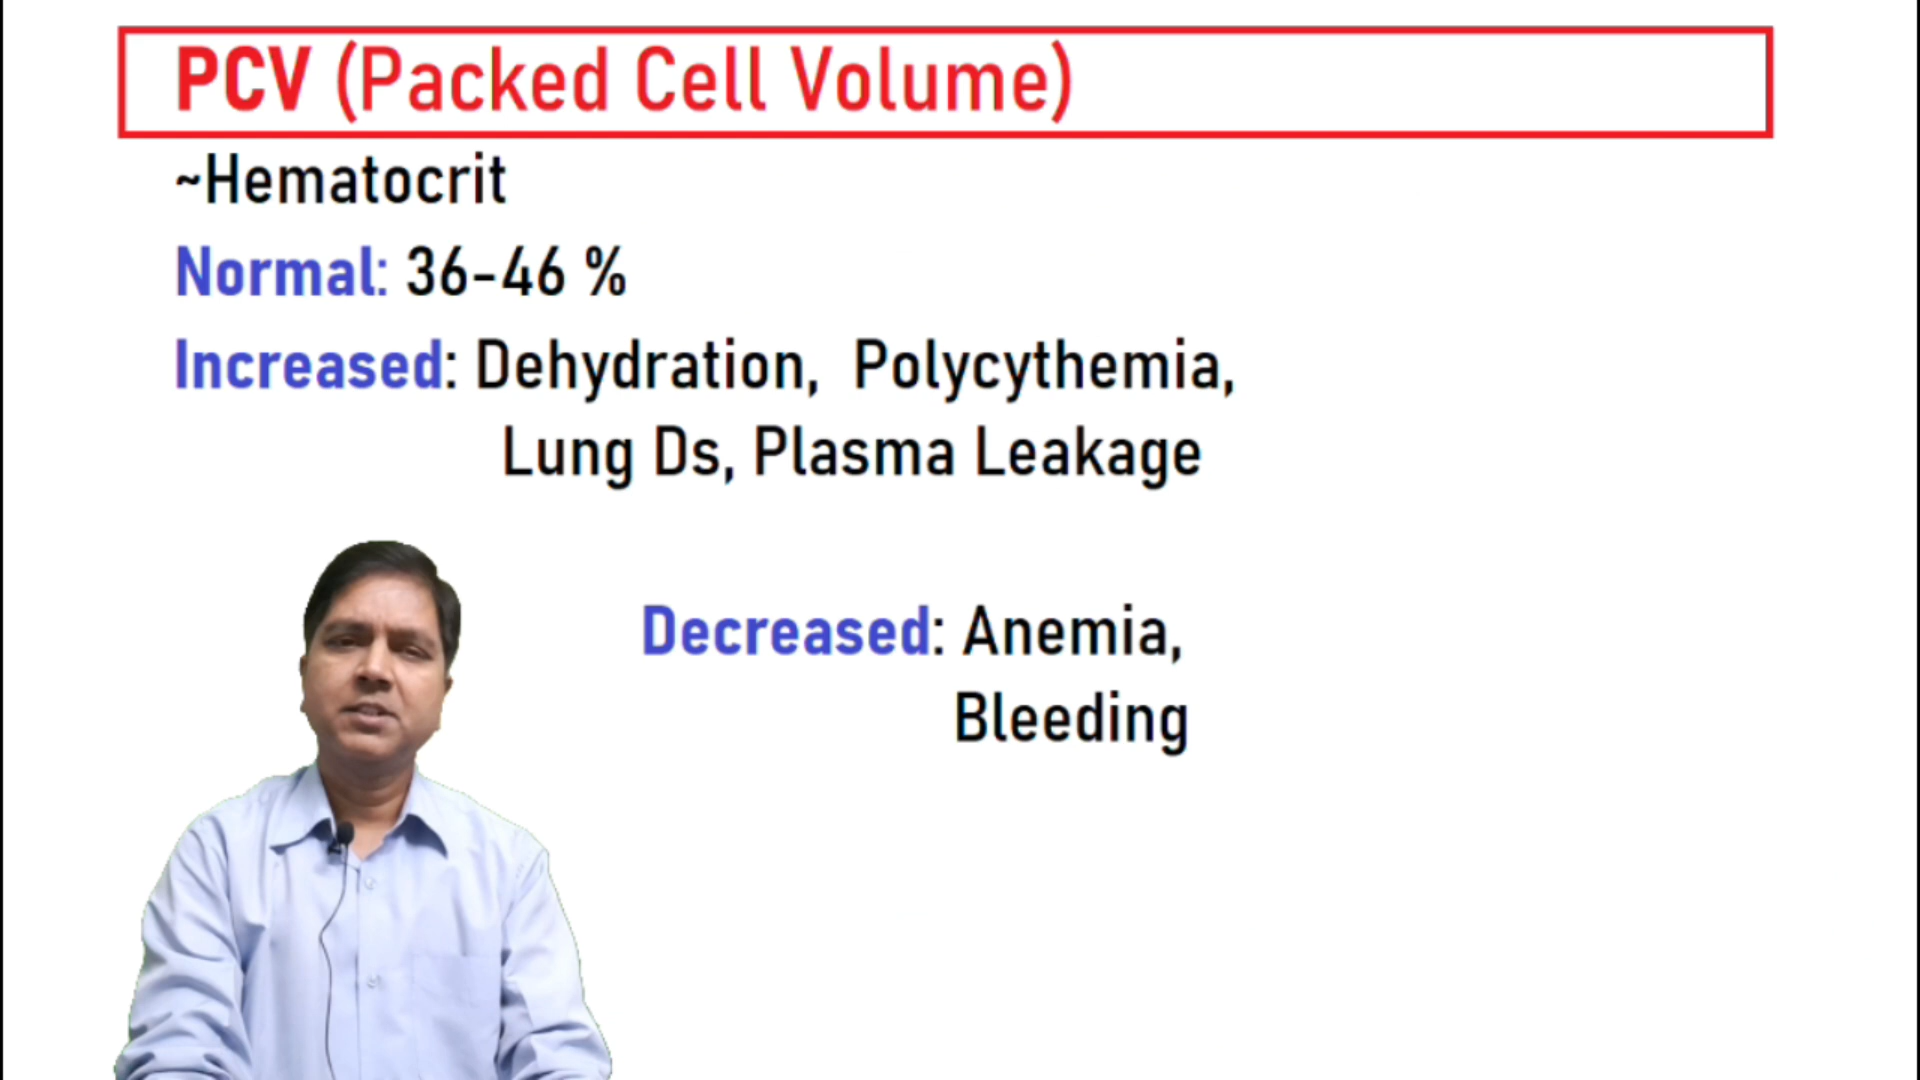 PCV (Packed Cell Volume)
~Hematocrit
Normal: 36-46 %
Increased: Dehydration, Polycythemia,
Lung Ds, Plasma Leakage
Decreased: Anemia,
Bleeding